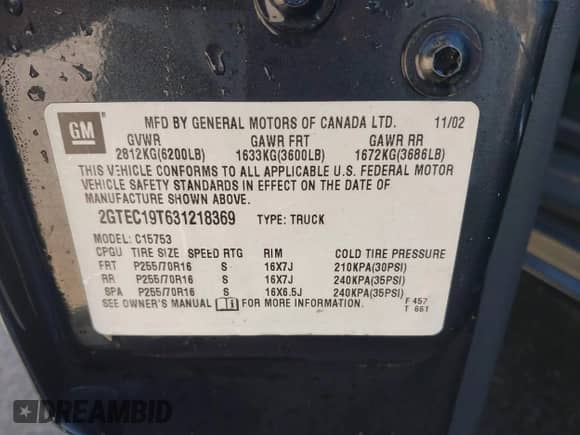 GM
MFD BY GENERAL MOTORS OF CANADA LTD. 11/02
GVWR GAWR FRT GAWR RR
2812KG(6200LB) 1633KG(3600LB) 1672KG(3686LB)
THIS VEHICLE CONFORMS TO ALL APPLICABLE U.S. FEDERAL MOTOR
VEHICLE SAFETY STANDARDS IN EFFECT ON THE DATE OF
MANUFACTURE SHOWN ABOVE.
2GTEC19T631218369 TYPE: TRUCK
MODEL: C15753
CPGU TIRE SIZE SPEED RTG RIM COLD TIRE PRESSURE
FRT P255/70R16 S 16X7J 210KPA(30PSI)
RR P255/70R16 S 16X7J 240KPA(35PSI)
SPA P255/70R16 S 16X6.5J 240KPA(35PSI)
SEE OWNER'S MANUAL FOR MORE INFORMATION.
F 457
T 661
DREAMBID